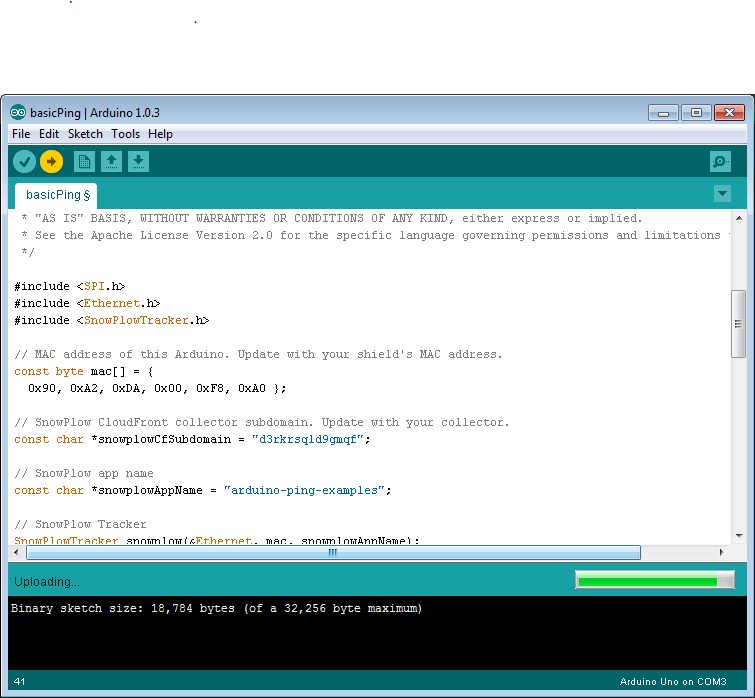 basicPing | Arduino 1.0.3
File Edit Sketch Tools Help
basicPing §
* "AS IS" BASIS, WITHOUT WARRANTIES OR CONDITIONS OF ANY KIND, either express or implied.
* See the Apache License Version 2.0 for the specific language governing permissions and limitations
*/
#include <SPI.h>
#include <Ethernet.h>
#include <SnowPlowTracker.h>
// MAC address of this Arduino. Update with your shield's MAC address.
const byte mac[] = {
0x90, 0xA2, 0xDA, 0x00, 0xF8, 0xA0 };
// SnowPlow CloudFront collector subdomain. Update with your collector.
const char *snowplowCfSubdomain = "d3rkrsqld9gmqf";
// SnowPlow app name
const char *snowplowAppName = "arduino-ping-examples";
// SnowPlow Tracker
SnowPlowTracker snowplow(&Ethernet, mac, snowplowAppName);
Uploading...
Binary sketch size: 18,784 bytes (of a 32,256 byte maximum)
41
Arduino Uno on COM3